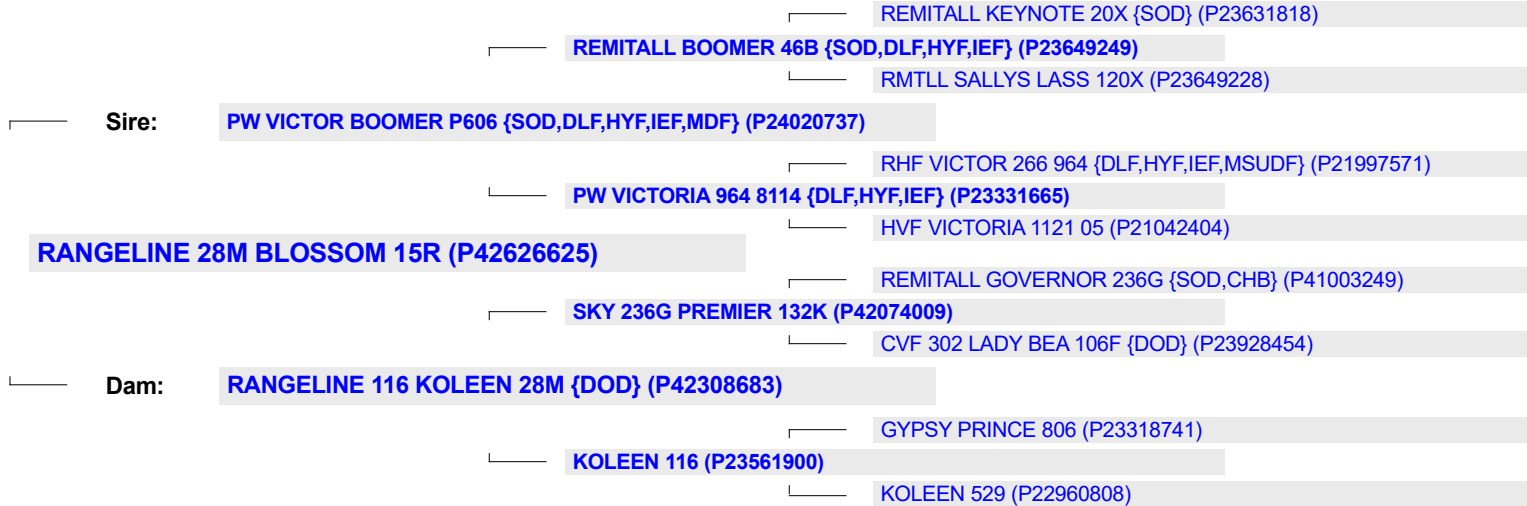 REMITALL KEYNOTE 20X {SOD} (P23631818)
REMITALL BOOMER 46B {SOD,DLF,HYF,IEF} (P23649249)
RMTLL SALLYS LASS 120X (P23649228)
Sire: PW VICTOR BOOMER P606 {SOD,DLF,HYF,IEF,MDF} (P24020737)
RHF VICTOR 266 964 {DLF,HYF,IEF,MSUDF} (P21997571)
PW VICTORIA 964 8114 {DLF,HYF,IEF} (P23331665)
HVF VICTORIA 1121 05 (P21042404)
RANGELINE 28M BLOSSOM 15R (P42626625)
REMITALL GOVERNOR 236G {SOD,CHB} (P41003249)
SKY 236G PREMIER 132K (P42074009)
CVF 302 LADY BEA 106F {DOD} (P23928454)
Dam: RANGELINE 116 KOLEEN 28M {DOD} (P42308683)
GYPSY PRINCE 806 (P23318741)
KOLEEN 116 (P23561900)
KOLEEN 529 (P22960808)